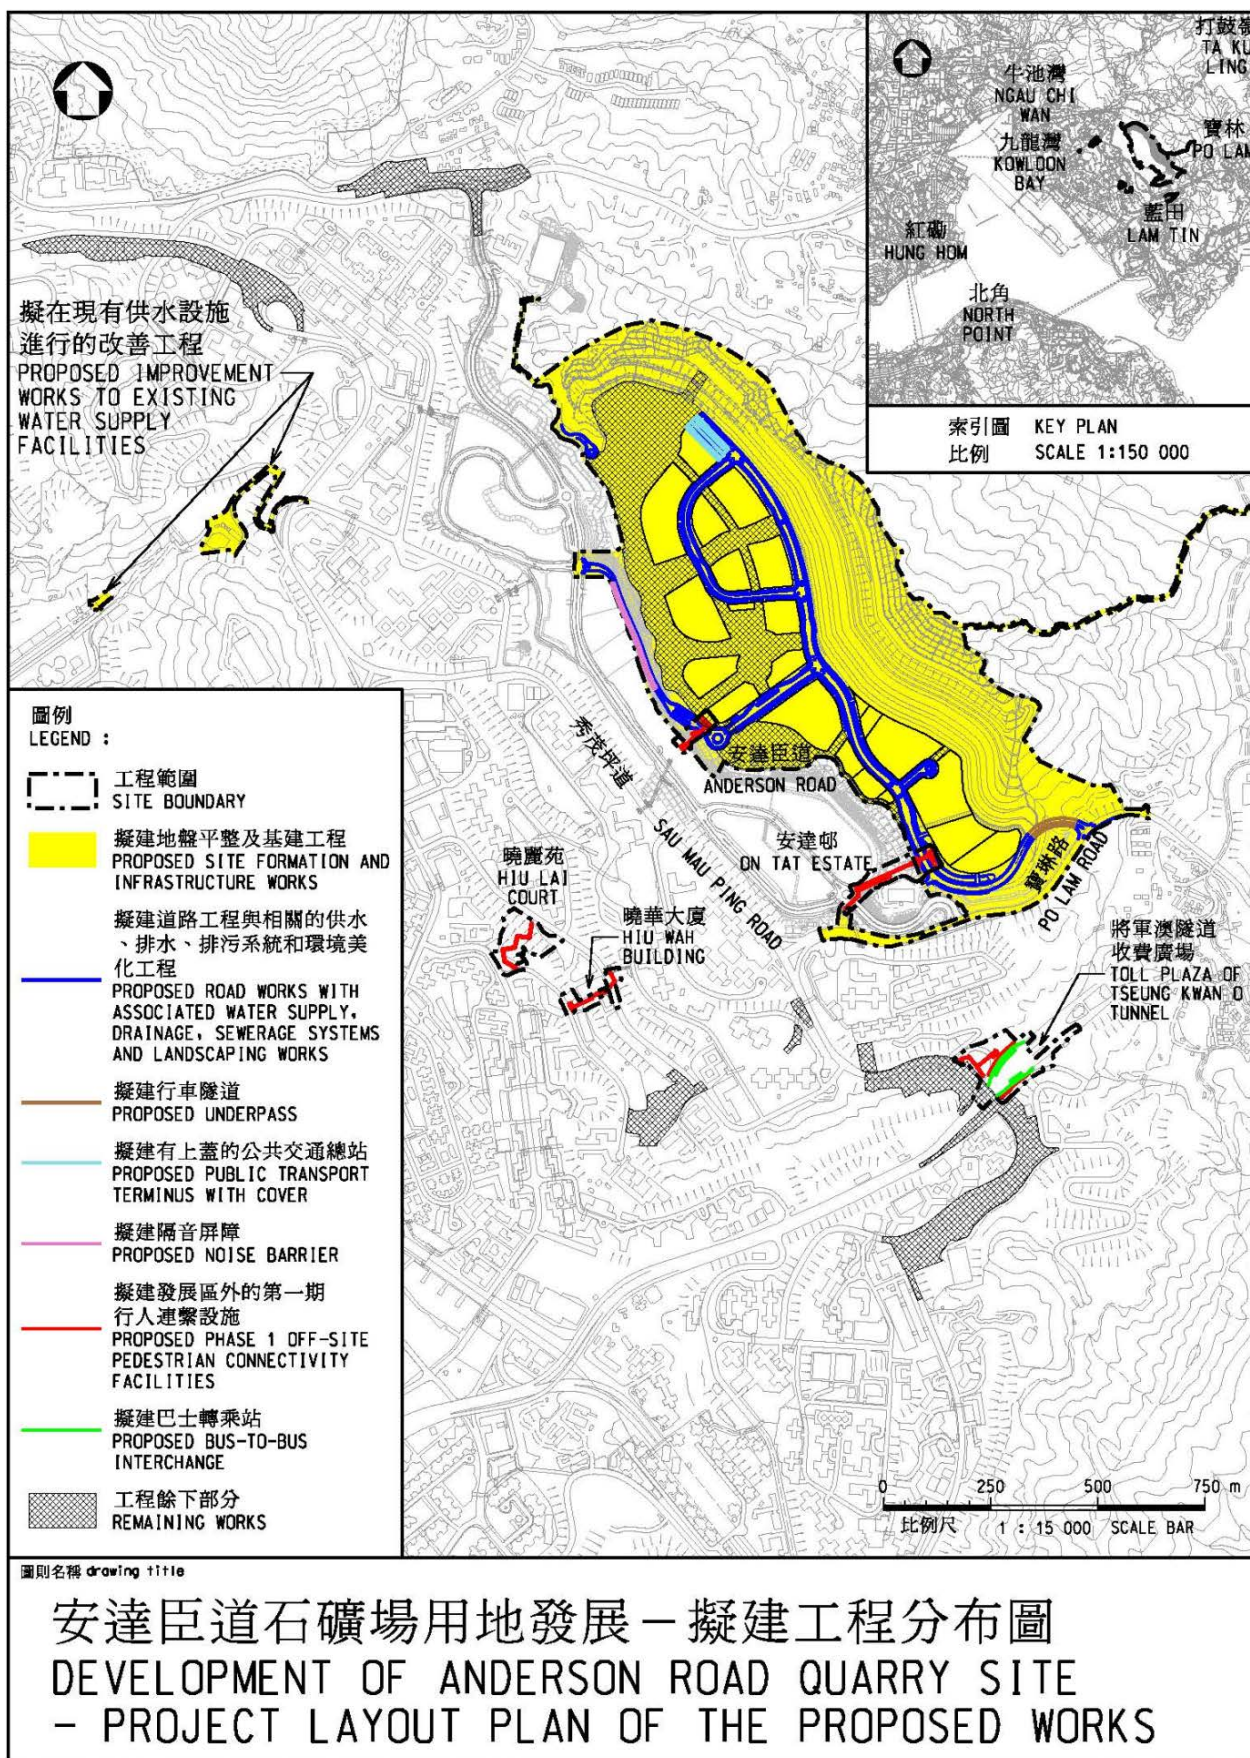 擬在現有供水設施
進行的改善工程
PROPOSED IMPROVEMENT
WORKS TO EXISTING
WATER SUPPLY
FACILITIES
牛池灣
NGAU CHI
WAN
九龍灣
KOWLOON
BAY
紅磡
HUNG HOM
北角
NORTH
POINT
藍田
LAM TIN
寶林
PO LAM
打鼓嶺
TA KU
LING
索引圖 KEY PLAN
比例 SCALE 1:150 000
安達臣道
ANDERSON ROAD
秀茂坪道
SAU MAU PING ROAD
安達邨
ON TAT ESTATE
寶琳路
PO LAM ROAD
曉麗苑
HIU LAI
COURT
曉華大廈
HIU WAH
BUILDING
將軍澳隧道
收費廣場
TOLL PLAZA OF
TSEUNG KWAN O
TUNNEL
圖例
LEGEND :
工程範圍
SITE BOUNDARY
擬建地盤平整及基建工程
PROPOSED SITE FORMATION AND
INFRASTRUCTURE WORKS
擬建道路工程與相關的供水
、排水、排污系統和環境美
化工程
PROPOSED ROAD WORKS WITH
ASSOCIATED WATER SUPPLY,
DRAINAGE, SEWERAGE SYSTEMS
AND LANDSCAPING WORKS
擬建行車隧道
PROPOSED UNDERPASS
擬建有上蓋的公共交通總站
PROPOSED PUBLIC TRANSPORT
TERMINUS WITH COVER
擬建隔音屏障
PROPOSED NOISE BARRIER
擬建發展區外的第一期
行人連繫設施
PROPOSED PHASE 1 OFF-SITE
PEDESTRIAN CONNECTIVITY
FACILITIES
擬建巴士轉乘站
PROPOSED BUS-TO-BUS
INTERCHANGE
工程餘下部分
REMAINING WORKS
0 250 500 750 m
比例尺 1 : 15 000 SCALE BAR
圖則名稱 drawing title
安達臣道石礦場用地發展－擬建工程分布圖
DEVELOPMENT OF ANDERSON ROAD QUARRY SITE
- PROJECT LAYOUT PLAN OF THE PROPOSED WORKS